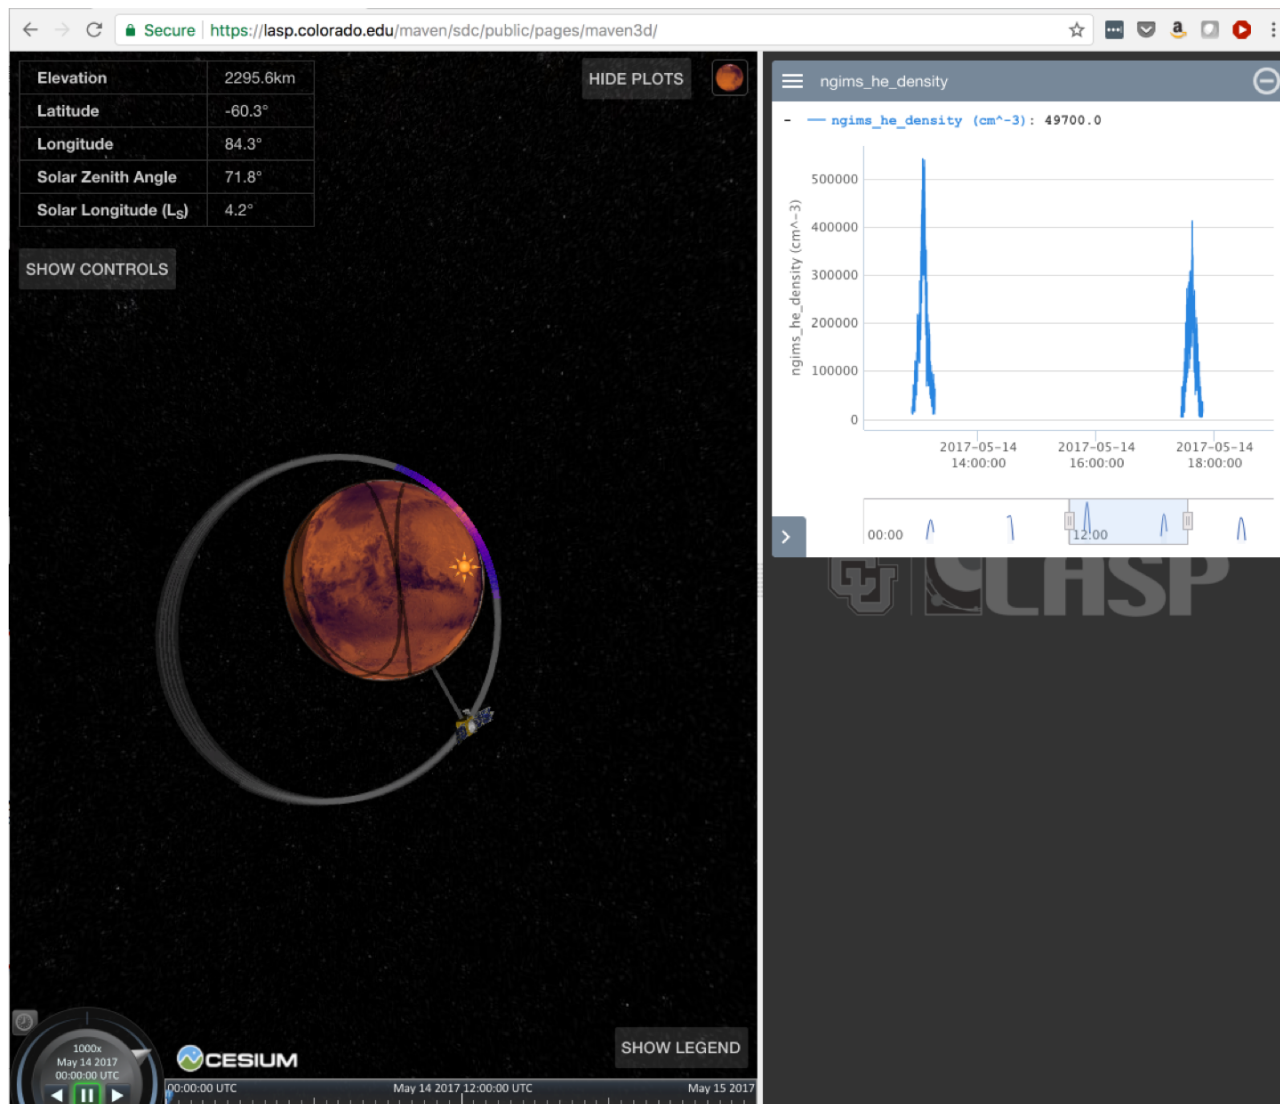 Secure https://lasp.colorado.edu/maven/sdc/public/pages/maven3d/
Elevation 2295.6km
Latitude -60.3°
Longitude 84.3°
Solar Zenith Angle 71.8°
Solar Longitude (LS) 4.2°
HIDE PLOTS
SHOW CONTROLS
ngims_he_density
- ngims_he_density (cm^-3): 49700.0
ngims_he_density (cm^-3)
500000
400000
300000
200000
100000
0
2017-05-14 2017-05-14 2017-05-14
14:00:00 16:00:00 18:00:00
00:00 12:00
CU LASP
SHOW LEGEND
1000x
May 14 2017
00:00:00 UTC
CESIUM
00:00:00 UTC May 14 2017 12:00:00 UTC May 15 2017